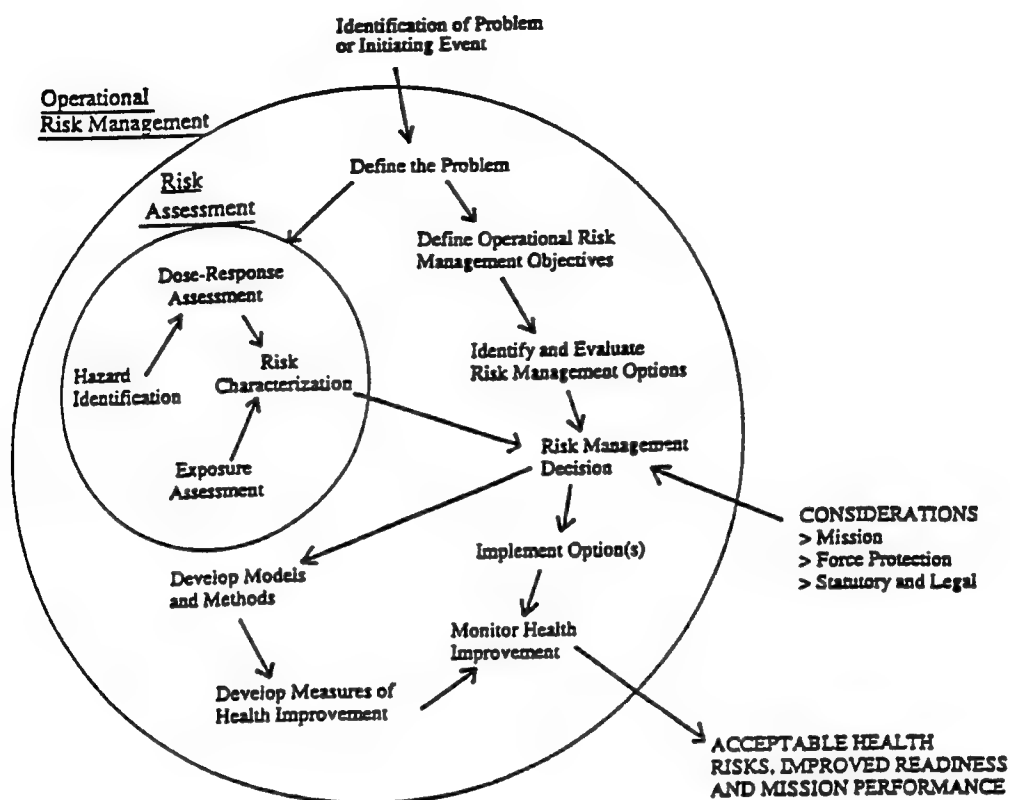 Identification of Problem
or Initiating Event
Operational
Risk Management
Define the Problem
Risk
Assessment
Define Operational Risk
Management Objectives
Dose-Response
Assessment
Identify and Evaluate
Risk Management Options
Risk
Characterization
Hazard
Identification
Risk Management
Decision
Exposure
Assessment
CONSIDERATIONS
> Mission
> Force Protection
> Statutory and Legal
Implement Option(s)
Develop Models
and Methods
Monitor Health
Improvement
Develop Measures of
Health Improvement
ACCEPTABLE HEALTH
RISKS, IMPROVED READINESS
AND MISSION PERFORMANCE